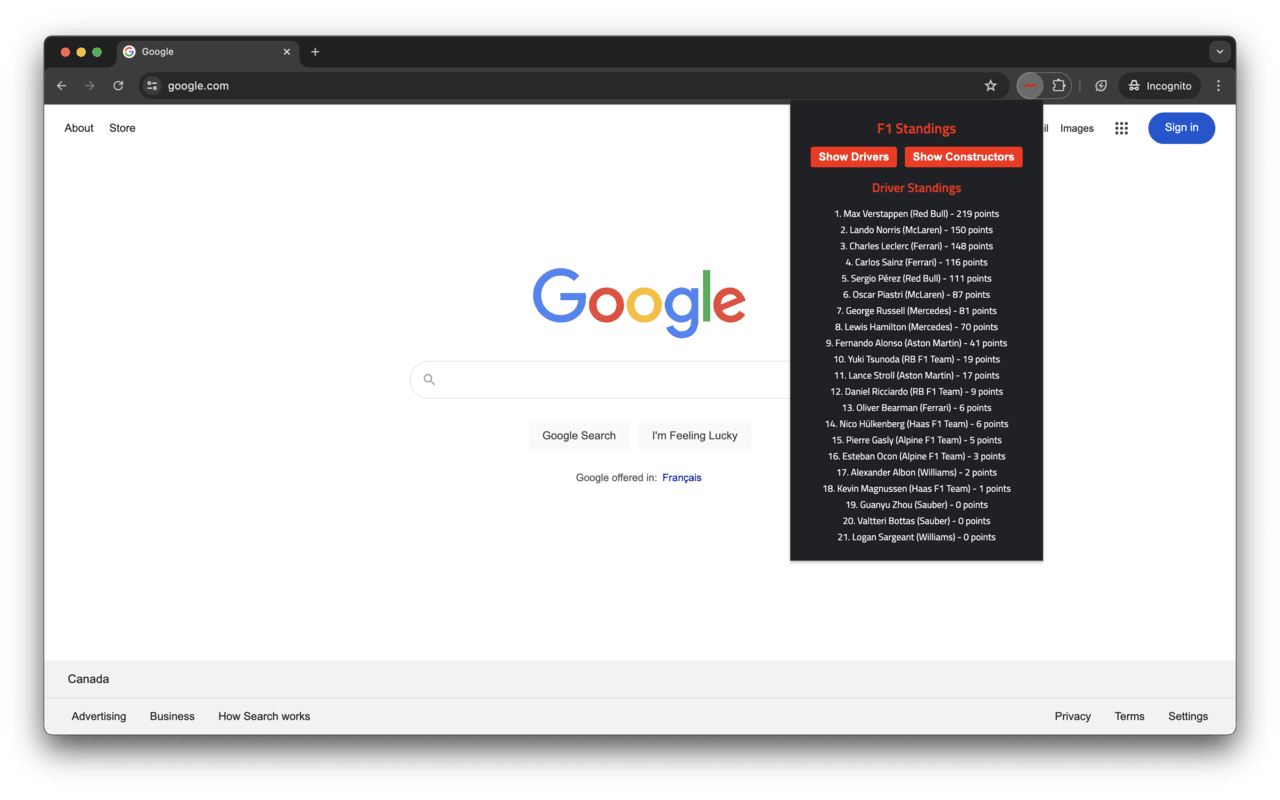 Google
google.com
Incognito
About Store
Images
Sign in
F1 Standings
Show Drivers Show Constructors
Driver Standings
1. Max Verstappen (Red Bull) - 219 points
2. Lando Norris (McLaren) - 150 points
3. Charles Leclerc (Ferrari) - 148 points
4. Carlos Sainz (Ferrari) - 116 points
5. Sergio Pérez (Red Bull) - 111 points
6. Oscar Piastri (McLaren) - 87 points
7. George Russell (Mercedes) - 81 points
8. Lewis Hamilton (Mercedes) - 70 points
9. Fernando Alonso (Aston Martin) - 41 points
10. Yuki Tsunoda (RB F1 Team) - 19 points
11. Lance Stroll (Aston Martin) - 17 points
12. Daniel Ricciardo (RB F1 Team) - 9 points
13. Oliver Bearman (Ferrari) - 6 points
14. Nico Hülkenberg (Haas F1 Team) - 6 points
15. Pierre Gasly (Alpine F1 Team) - 5 points
16. Esteban Ocon (Alpine F1 Team) - 3 points
17. Alexander Albon (Williams) - 2 points
18. Kevin Magnussen (Haas F1 Team) - 1 points
19. Guanyu Zhou (Sauber) - 0 points
20. Valtteri Bottas (Sauber) - 0 points
21. Logan Sargeant (Williams) - 0 points
Google
Google Search I'm Feeling Lucky
Google offered in: Français
Canada
Advertising Business How Search works
Privacy Terms Settings